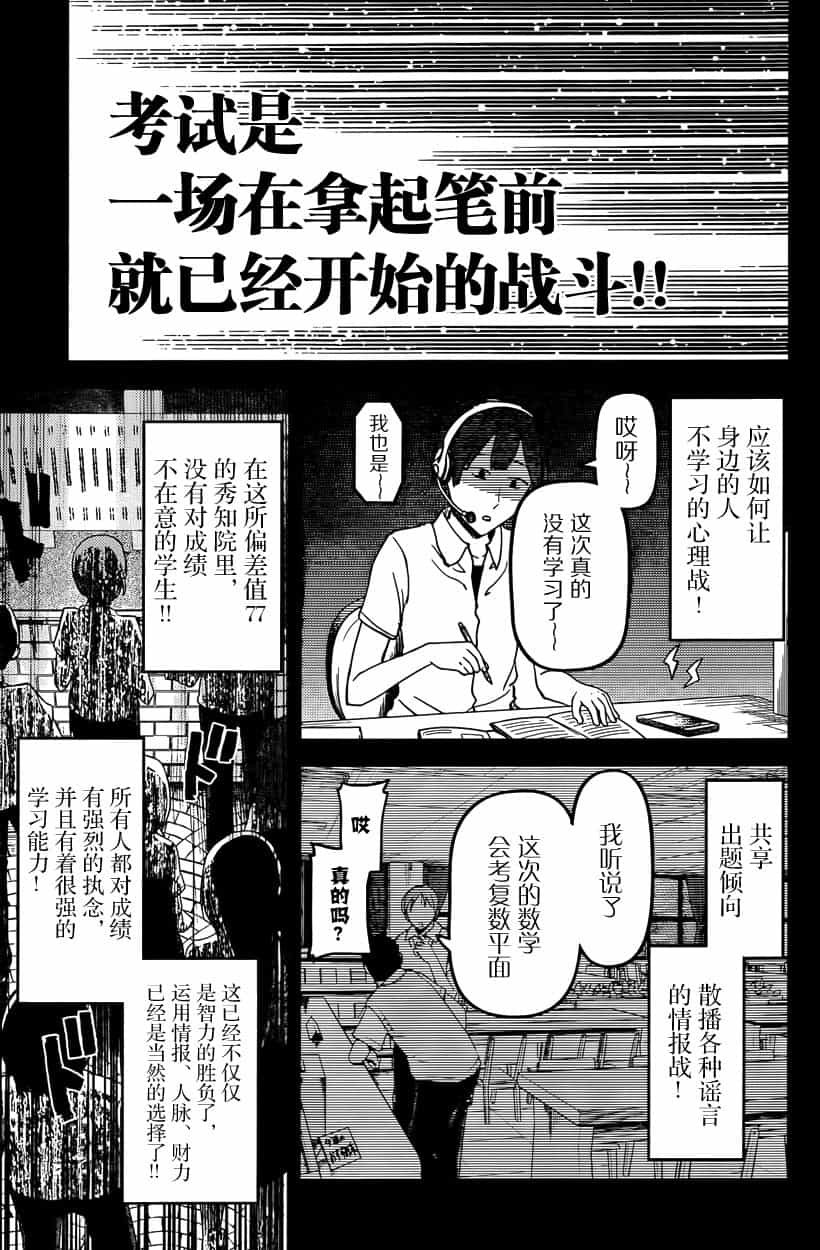 考试是
一场在拿起笔前
就已经开始的战斗!!
应该如何让
身边的人
不学习的心理战！
哎呀～
这次真的
没有学习了～
我也是～
共享
出题倾向
散播各种谣言
的情报战！
我听说了
这次的数学
会考复数平面
哎
真的吗？
在这所偏差值77
的秀知院里，
没有对成绩
不在意的学生!!
ド
所有人都对成绩
有强烈的执念，
并且有着很强的
学习能力！
这已经不仅仅
是智力的胜负了，
运用情报、人脉、财力
已经是当然的选择了!!
ド